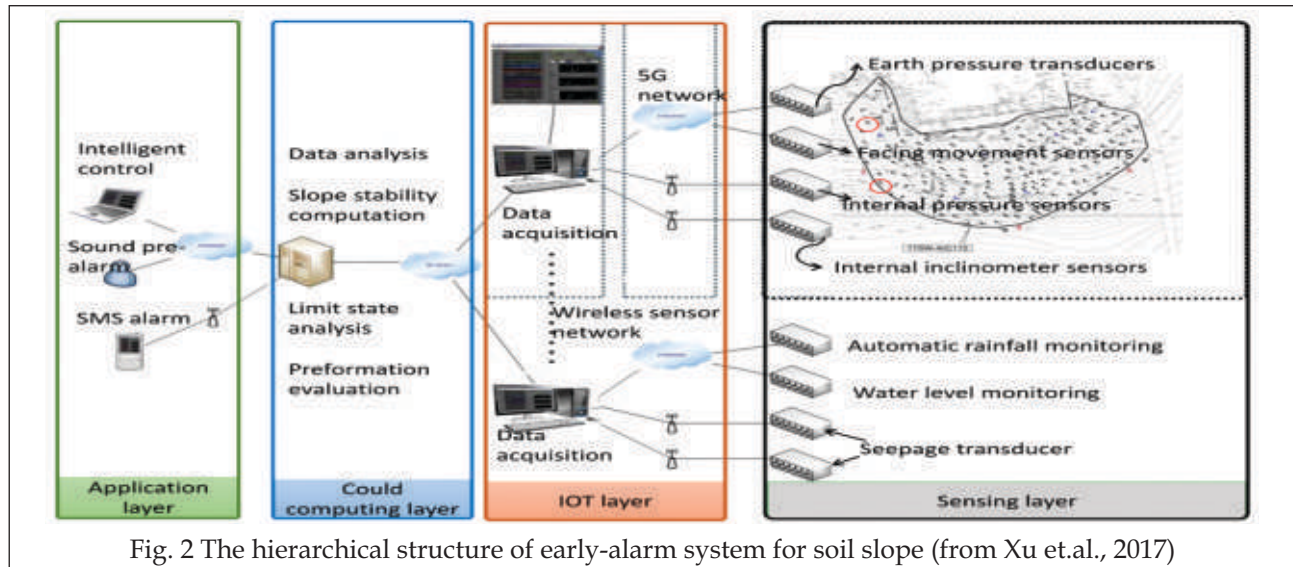 Intelligent
control
Sound pre-
alarm
SMS alarm
Application
layer
Data analysis
Slope stability
computation
Limit state
analysis
Preformation
evaluation
Could
computing layer
5G
network
Data
acquisition
Wireless sensor
network
Data
acquisition
IOT layer
Earth pressure transducers
Facing movement sensors
Internal pressure sensors
Internal inclinometer sensors
Automatic rainfall monitoring
Water level monitoring
Seepage transducer
Sensing layer
Fig. 2 The hierarchical structure of early-alarm system for soil slope (from Xu et.al., 2017)